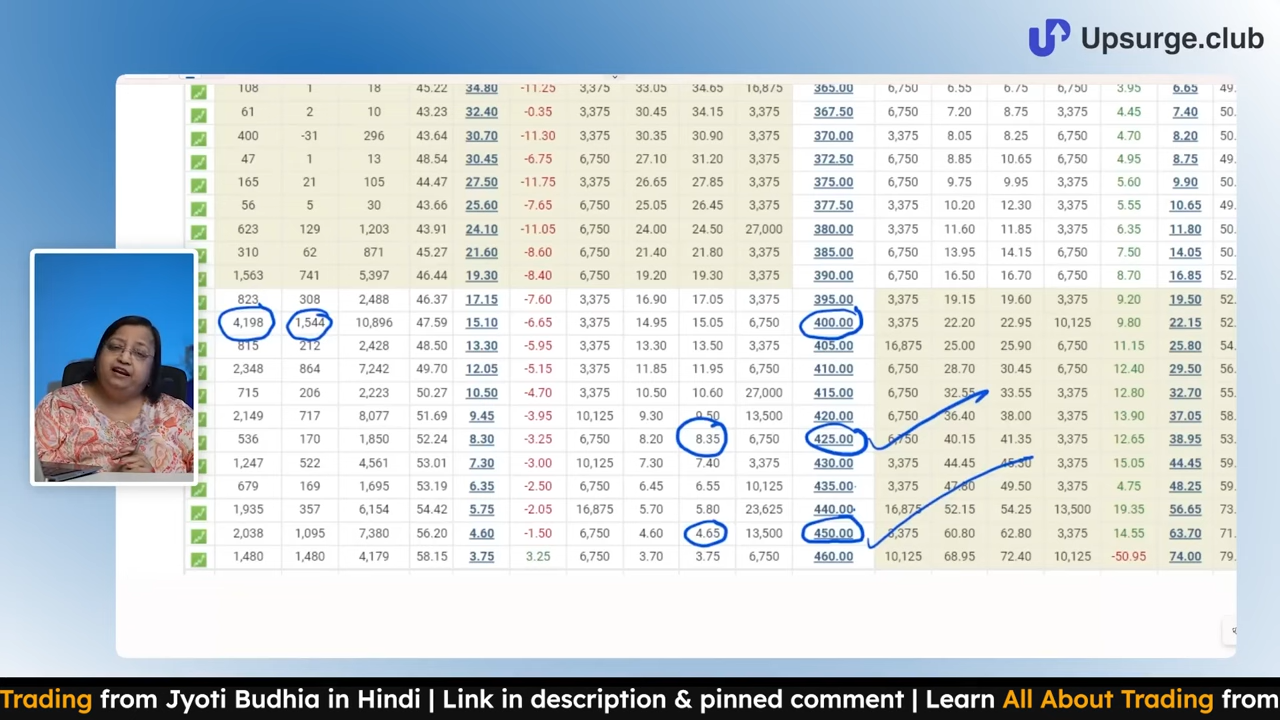 Upsurge.club
108 1 18 45.22 34.80 -11.25 3,375 33.05 34.65 16,875 365.00 6,750 6.55 6.75 6,750 3.95 6.65 49.
61 2 10 43.23 32.40 -0.35 3,375 30.45 34.15 3,375 367.50 6,750 7.20 8.75 3,375 4.45 7.40 50.
400 -31 296 43.64 30.70 -11.30 3,375 30.35 30.90 3,375 370.00 3,375 8.05 8.25 6,750 4.70 8.20 50.
47 1 13 48.54 30.45 -6.75 6,750 27.10 31.20 3,375 372.50 6,750 8.85 10.65 6,750 4.95 8.75 49.
165 21 105 44.47 27.50 -11.75 3,375 26.65 27.85 3,375 375.00 6,750 9.75 9.95 3,375 5.60 9.90 50.
56 5 30 43.66 25.60 -7.65 6,750 25.05 26.45 3,375 377.50 6,750 10.20 12.30 3,375 5.55 10.65 49.
623 129 1,203 43.91 24.10 -11.05 6,750 24.00 24.50 27,000 380.00 3,375 11.60 11.85 3,375 6.35 11.80 50.
310 62 871 45.27 21.60 -8.60 6,750 21.40 21.80 3,375 385.00 6,750 13.95 14.15 6,750 7.50 14.05 50.
1,563 741 5,397 46.44 19.30 -8.40 6,750 19.20 19.30 3,375 390.00 6,750 16.50 16.70 6,750 8.70 16.85 52.
823 308 2,488 46.37 17.15 -7.60 3,375 16.90 17.05 3,375 395.00 3,375 19.15 19.60 3,375 9.20 19.50 52.
4,198 1,544 10,896 47.59 15.10 -6.65 3,375 14.95 15.05 6,750 400.00 3,375 22.20 22.95 10,125 9.80 22.15 52.
815 212 2,428 48.50 13.30 -5.95 3,375 13.30 13.50 3,375 405.00 16,875 25.00 25.90 6,750 11.15 25.80 54.
2,348 864 7,242 49.70 12.05 -5.15 3,375 11.85 11.95 3,375 410.00 6,750 28.70 30.45 6,750 12.40 29.50 56.
715 206 2,223 50.27 10.50 -4.70 3,375 10.50 10.60 27,000 415.00 6,750 32.55 33.55 3,375 12.80 32.70 55.
2,149 717 8,077 51.69 9.45 -3.95 10,125 9.30 9.50 13,500 420.00 6,750 36.40 38.00 3,375 13.90 37.05 58.
536 170 1,850 52.24 8.30 -3.25 6,750 8.20 8.35 6,750 425.00 6,750 40.15 41.35 3,375 12.65 38.95 53.
1,247 522 4,561 53.01 7.30 -3.00 10,125 7.30 7.40 3,375 430.00 3,375 44.45 45.30 3,375 15.05 44.45 59.
679 169 1,695 53.19 6.35 -2.50 6,750 6.45 6.55 10,125 435.00 3,375 47.80 49.50 3,375 4.75 48.25 59.
1,935 357 6,154 54.42 5.75 -2.05 16,875 5.70 5.80 23,625 440.00 16,875 52.15 54.25 13,500 19.35 56.65 73.
2,038 1,095 7,380 56.20 4.60 -1.50 6,750 4.60 4.65 13,500 450.00 3,375 60.80 62.80 3,375 14.55 63.70 71.
1,480 1,480 4,179 58.15 3.75 3.25 6,750 3.70 3.75 6,750 460.00 10,125 68.95 72.40 10,125 -50.95 74.00 79.
Trading from Jyoti Budhia in Hindi | Link in description & pinned comment | Learn All About Trading from